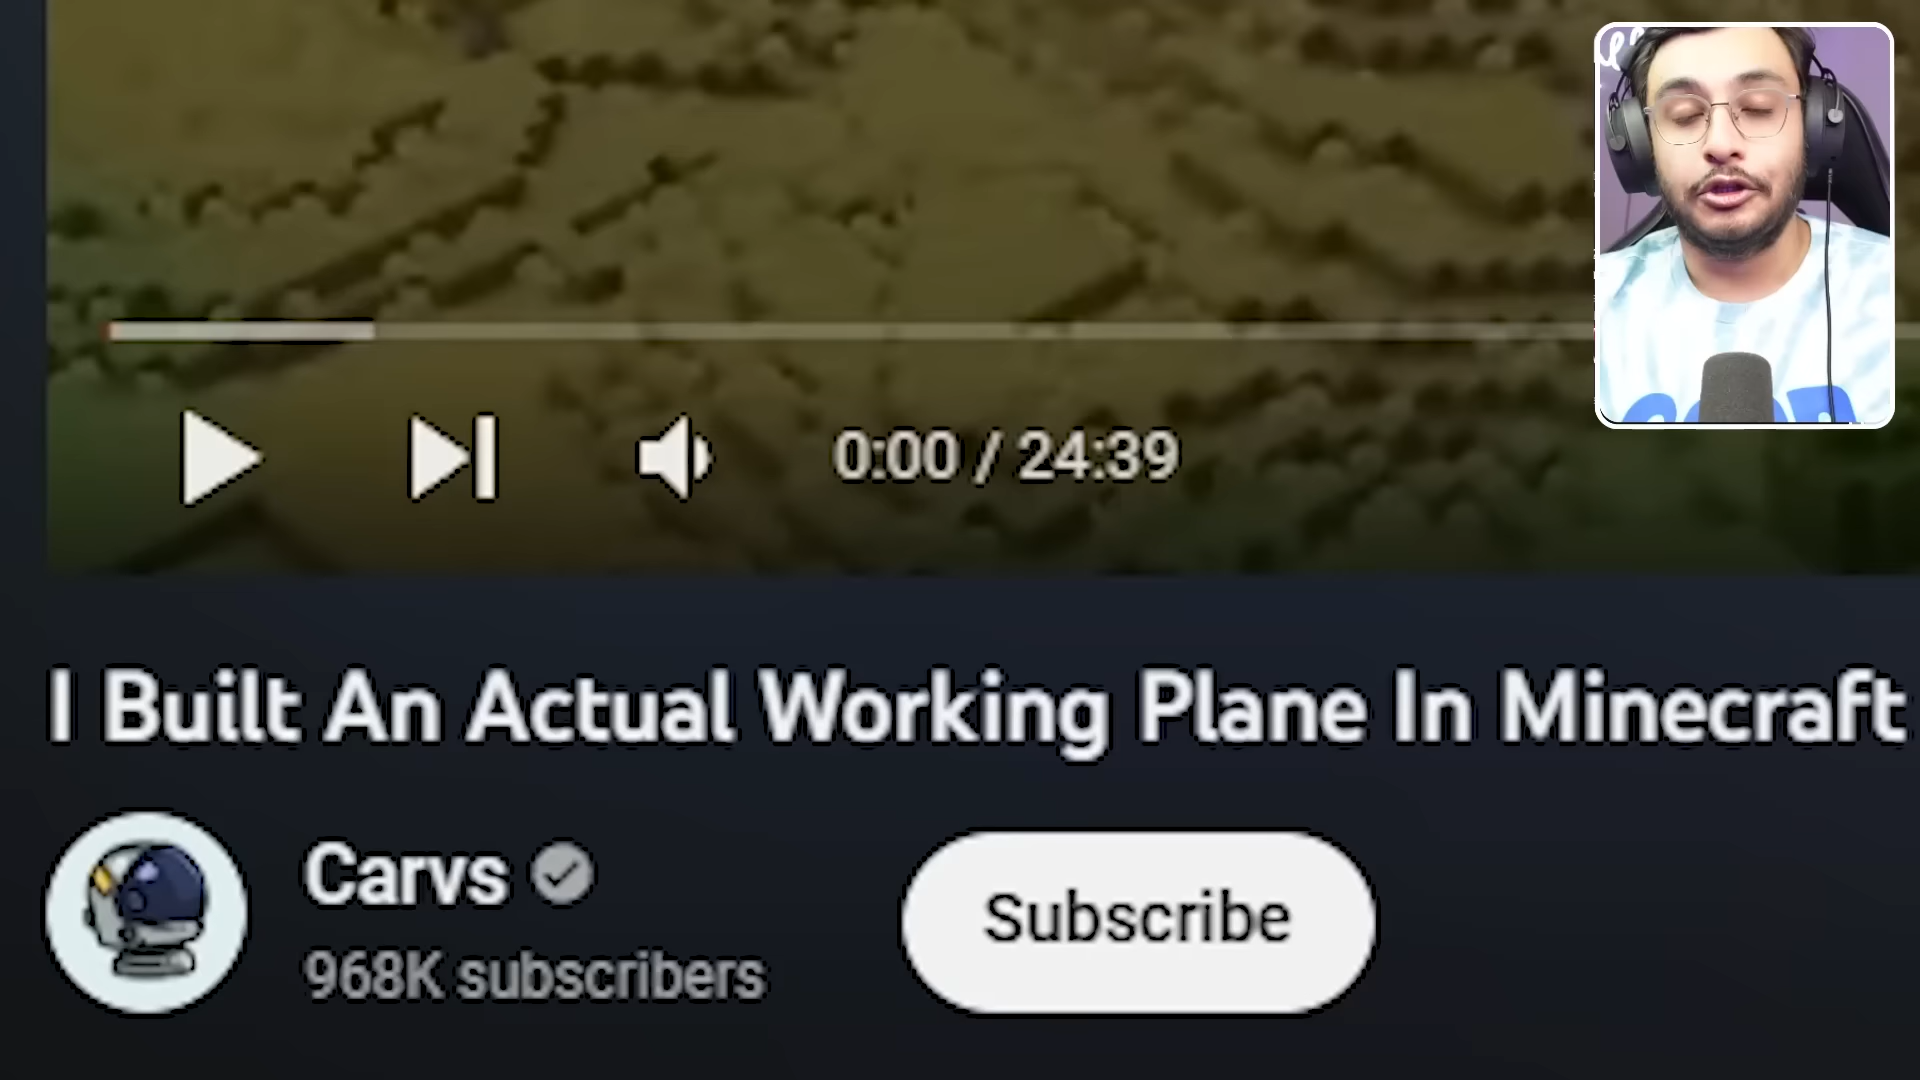 0:00 / 24:39
I Built An Actual Working Plane In Minecraft
Carvs
968K subscribers
Subscribe